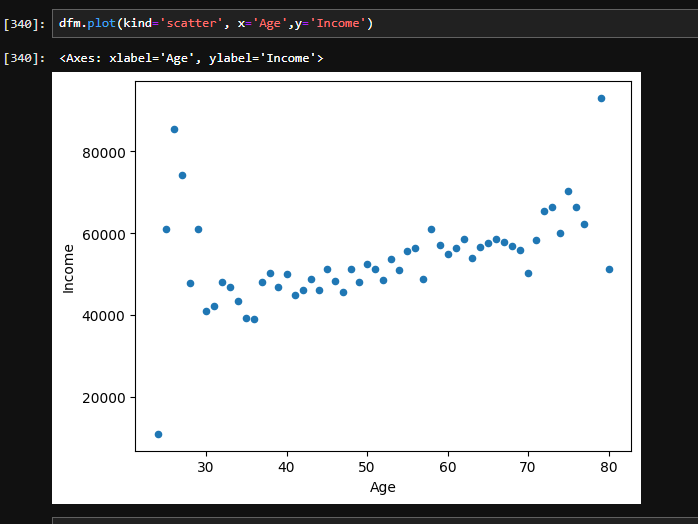 [340]: dfm.plot(kind='scatter', x='Age',y='Income')
[340]: <Axes: xlabel='Age', ylabel='Income'>
80000
60000
Income
40000
20000
30 40 50 60 70 80
Age